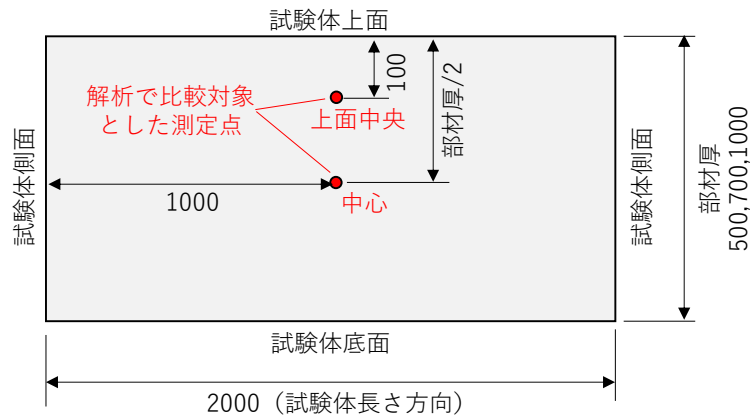 試験体上面
解析で比較対象
とした測定点
100
部材厚/2
上面中央
試験体側面
1000
中心
試験体側面
部材厚
500,700,1000
試験体底面
2000（試験体長さ方向）